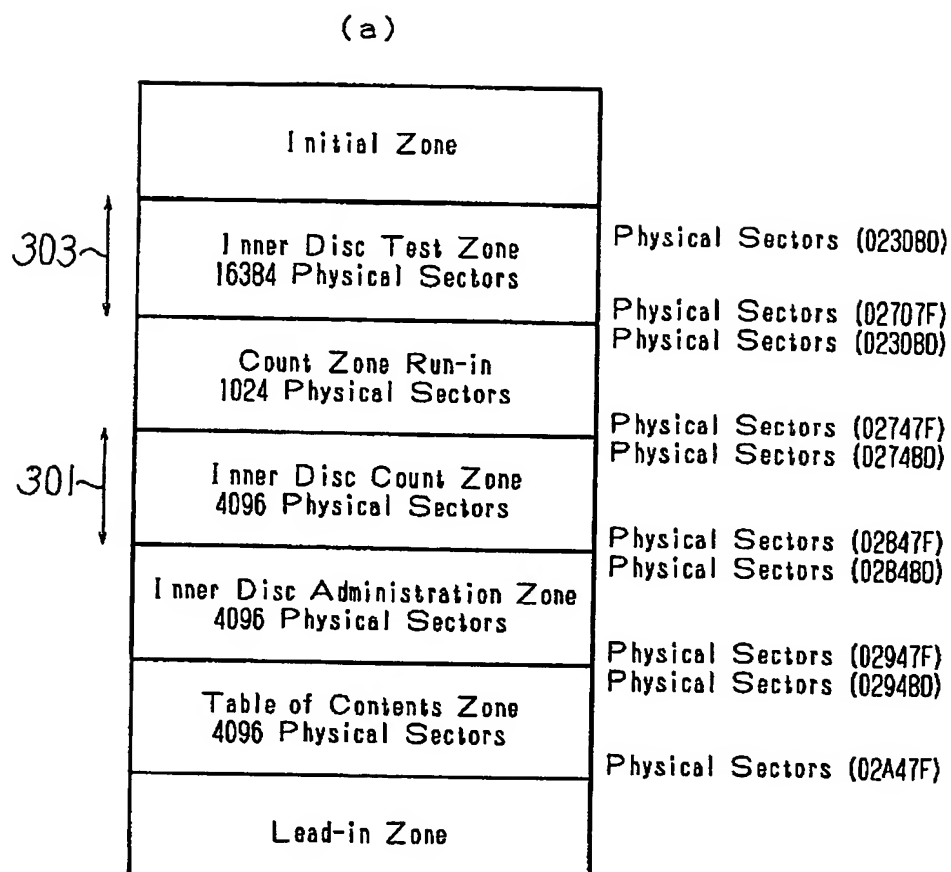 (a)
Initial Zone
303
Inner Disc Test Zone
16384 Physical Sectors
Physical Sectors (023080)
Physical Sectors (02707F)
Physical Sectors (023080)
Count Zone Run-in
1024 Physical Sectors
Physical Sectors (02747F)
Physical Sectors (027480)
301
Inner Disc Count Zone
4096 Physical Sectors
Physical Sectors (02847F)
Physical Sectors (028480)
Inner Disc Administration Zone
4096 Physical Sectors
Physical Sectors (02947F)
Physical Sectors (029480)
Table of Contents Zone
4096 Physical Sectors
Physical Sectors (02A47F)
Lead-in Zone